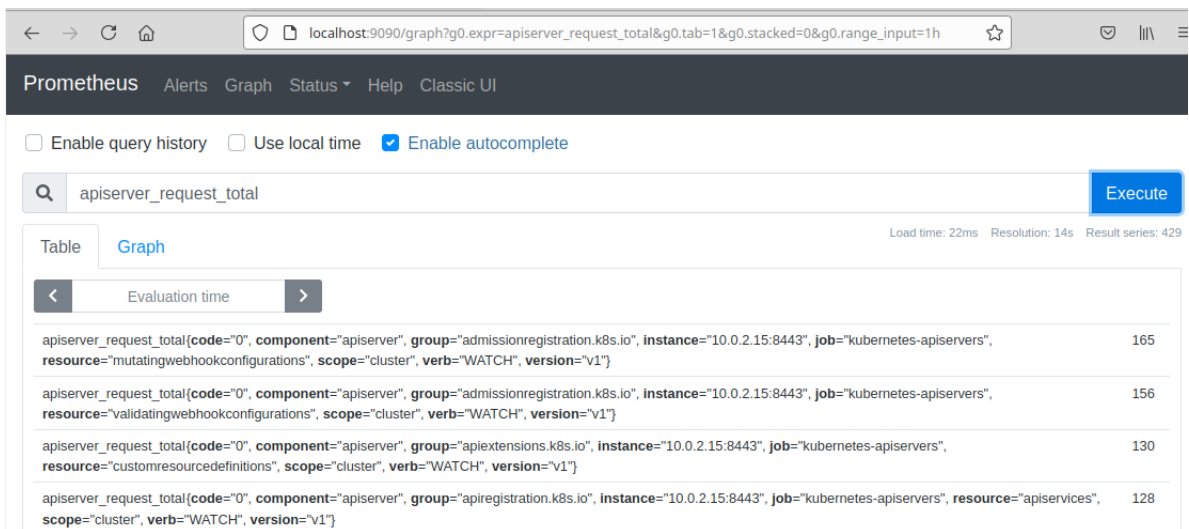 localhost:9090/graph?g0.expr=apiserver_request_total&g0.tab=1&g0.stacked=0&g0.range_input=1h
Prometheus Alerts Graph Status Help Classic UI
Enable query history Use local time Enable autocomplete
apiserver_request_total Execute
Load time: 22ms Resolution: 14s Result series: 429
Table Graph
Evaluation time
apiserver_request_total{code="0", component="apiserver", group="admissionregistration.k8s.io", instance="10.0.2.15:8443", job="kubernetes-apiservers", 165
resource="mutatingwebhookconfigurations", scope="cluster", verb="WATCH", version="v1"}
apiserver_request_total{code="0", component="apiserver", group="admissionregistration.k8s.io", instance="10.0.2.15:8443", job="kubernetes-apiservers", 156
resource="validatingwebhookconfigurations", scope="cluster", verb="WATCH", version="v1"}
apiserver_request_total{code="0", component="apiserver", group="apiextensions.k8s.io", instance="10.0.2.15:8443", job="kubernetes-apiservers", 130
resource="customresourcedefinitions", scope="cluster", verb="WATCH", version="v1"}
apiserver_request_total{code="0", component="apiserver", group="apiregistration.k8s.io", instance="10.0.2.15:8443", job="kubernetes-apiservers", resource="apiservices", 128
scope="cluster", verb="WATCH", version="v1"}